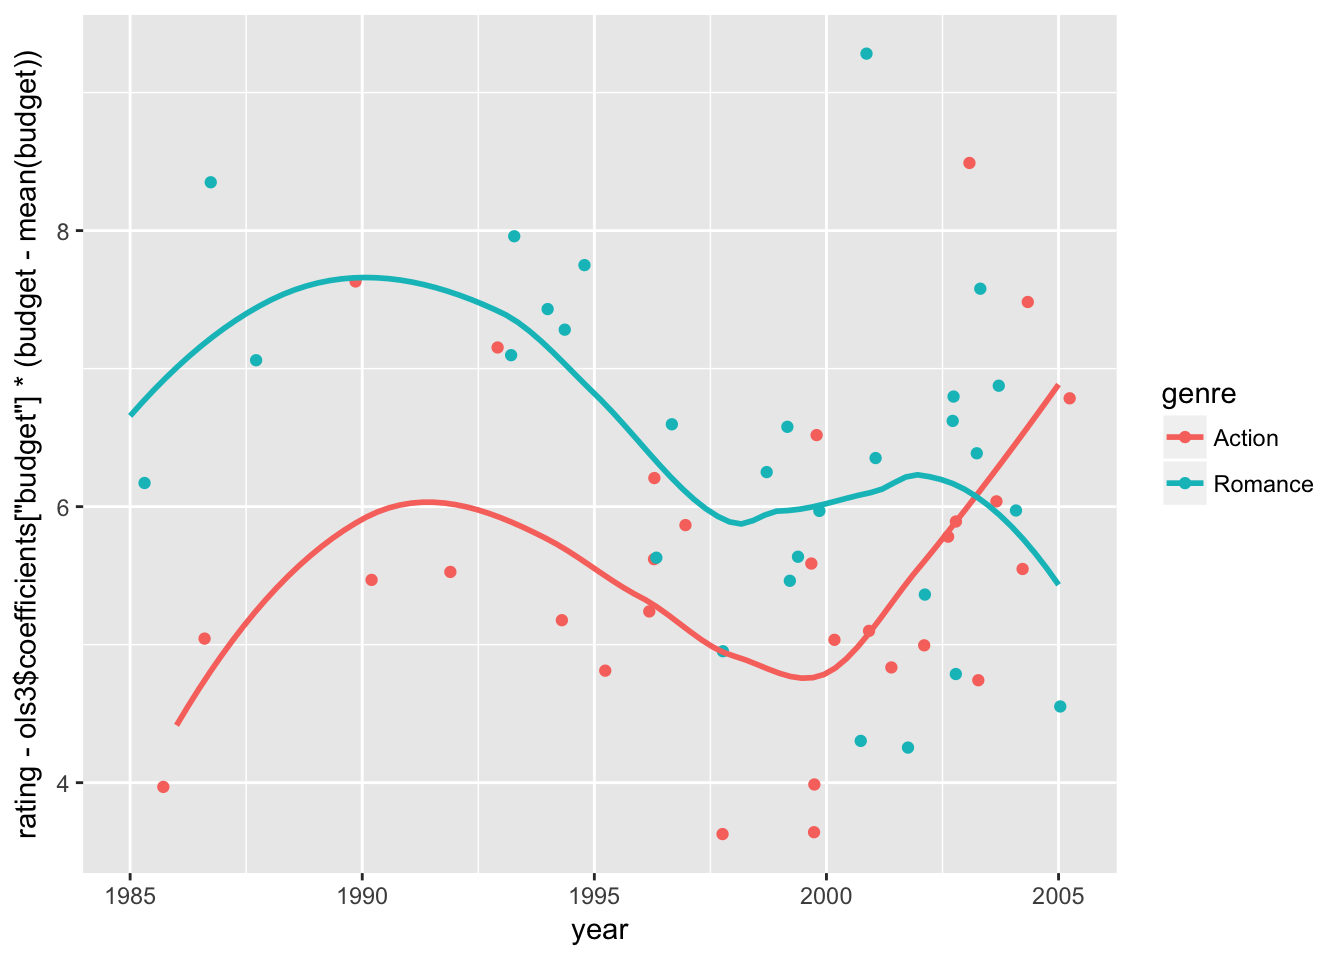 rating - ols3$coefficients["budget"] * (budget - mean(budget))
8
6
4
1985
1990
1995
2000
2005
year
genre
Action
Romance